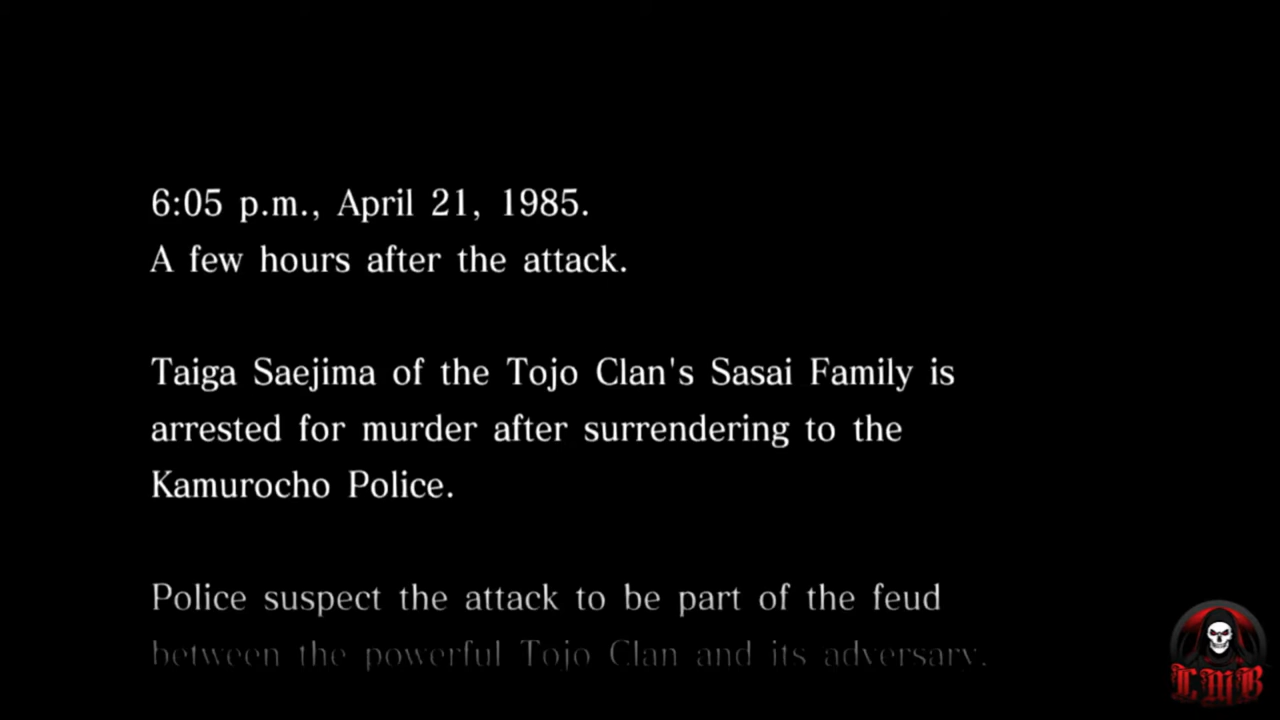 6:05 p.m., April 21, 1985.
A few hours after the attack.
Taiga Saejima of the Tojo Clan's Sasai Family is
arrested for murder after surrendering to the
Kamurocho Police.
Police suspect the attack to be part of the feud
between the powerful Tojo Clan and its adversary.
LMB